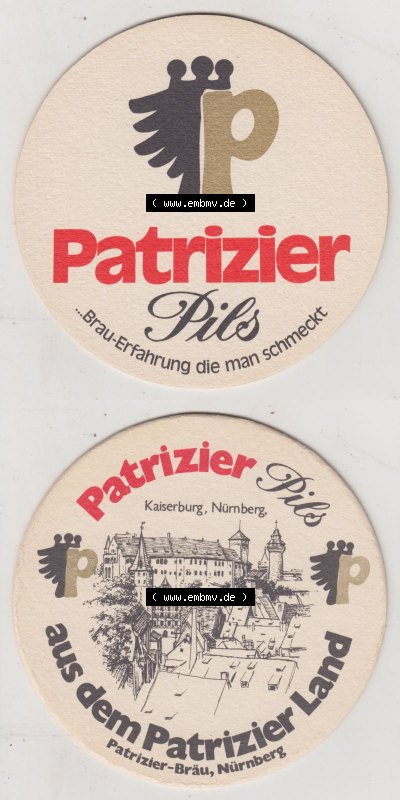 P
( www.embmv.de )
Patrizier
Pils
...Brau-Erfahrung die man schmeckt
Patrizier Pils
Kaiserburg, Nürnberg,
P
P
( www.embmv.de )
aus dem Patrizier Land
Patrizier-Bräu, Nürnberg